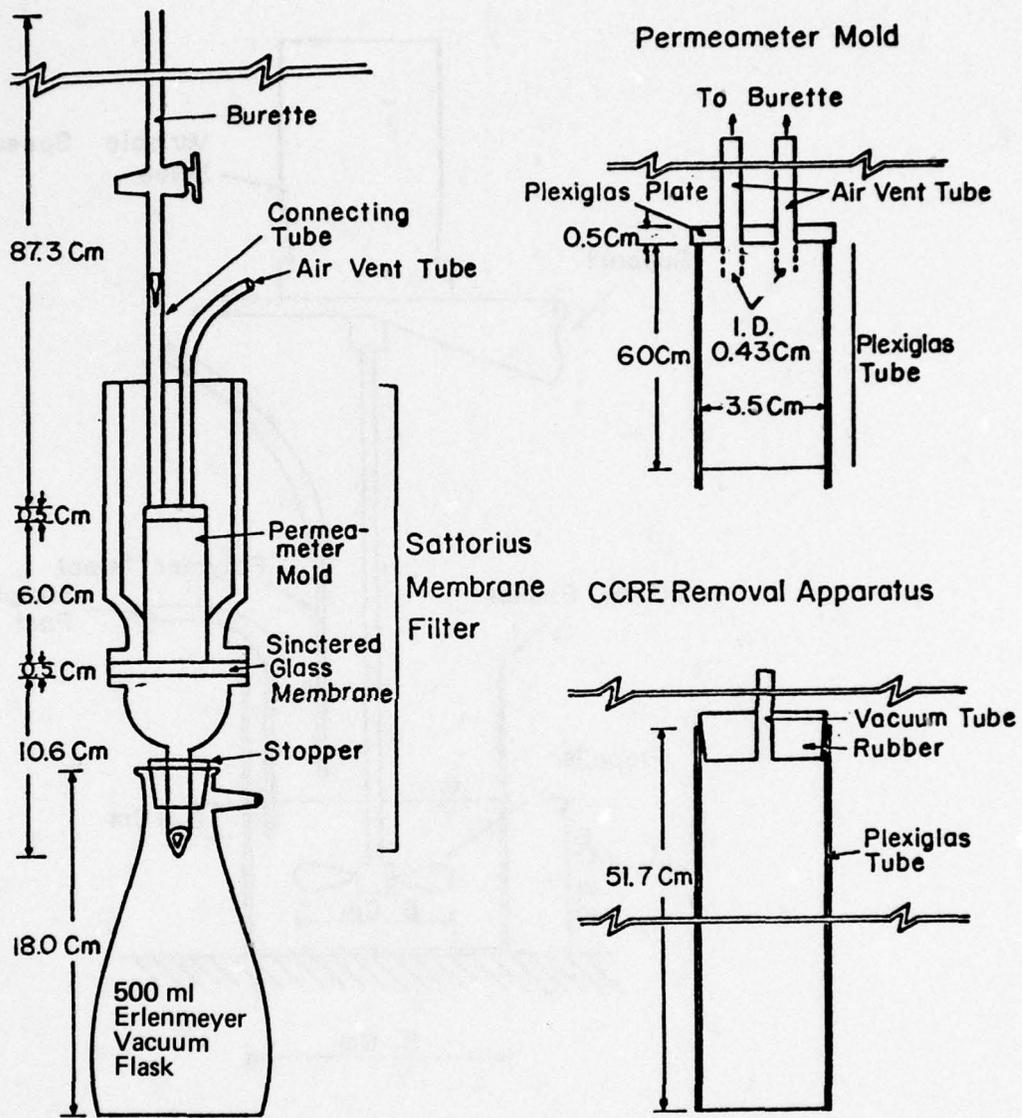 Burette
Connecting
Tube
Air Vent Tube
87.3 Cm
0.5 Cm
Permea-
meter
Mold
6.0 Cm
Sinctered
Glass
Membrane
0.5 Cm
10.6 Cm
Stopper
18.0 Cm
500 ml
Erlenmeyer
Vacuum
Flask
Sattorius
Membrane
Filter
Permeameter Mold
To Burette
Plexiglas Plate
Air Vent Tube
0.5Cm
I.D.
0.43Cm
60Cm
Plexiglas
Tube
3.5 Cm
CCRE Removal Apparatus
Vacuum Tube
Rubber
Plexiglas
Tube
51.7 Cm